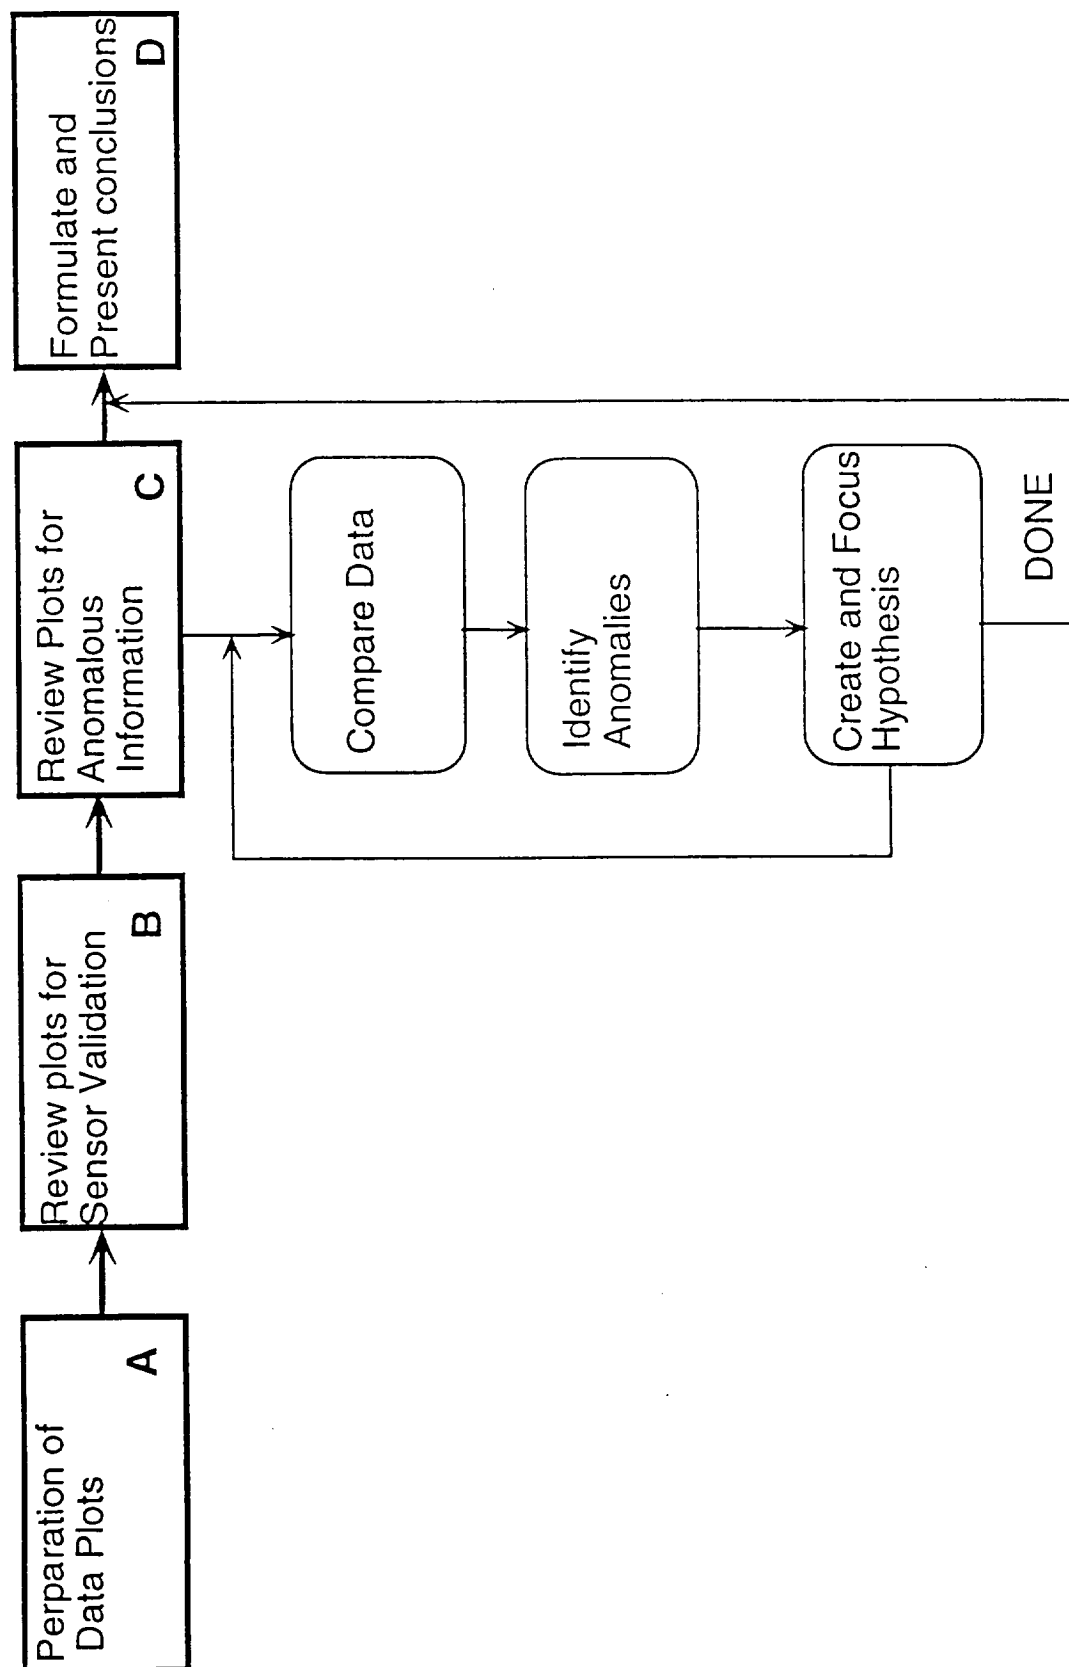 Perparation of
Data Plots
A
Review plots for
Sensor Validation
B
Review Plots for
Anomalous
Information
C
Formulate and
Present conclusions
D
Compare Data
Identify
Anomalies
Create and Focus
Hypothesis
DONE